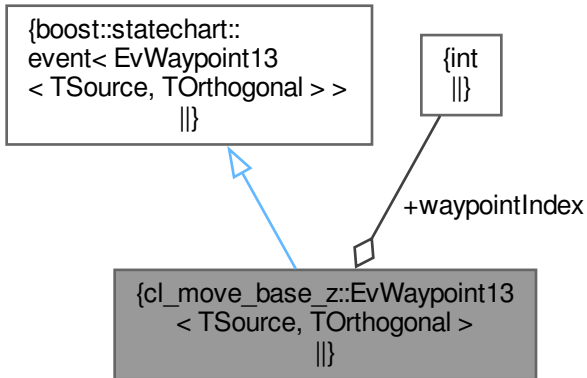 {boost::statechart::
event< EvWaypoint13
< TSource, TOrthogonal > >
||}
{int
||}
+waypointIndex
{cl_move_base_z::EvWaypoint13
< TSource, TOrthogonal >
||}